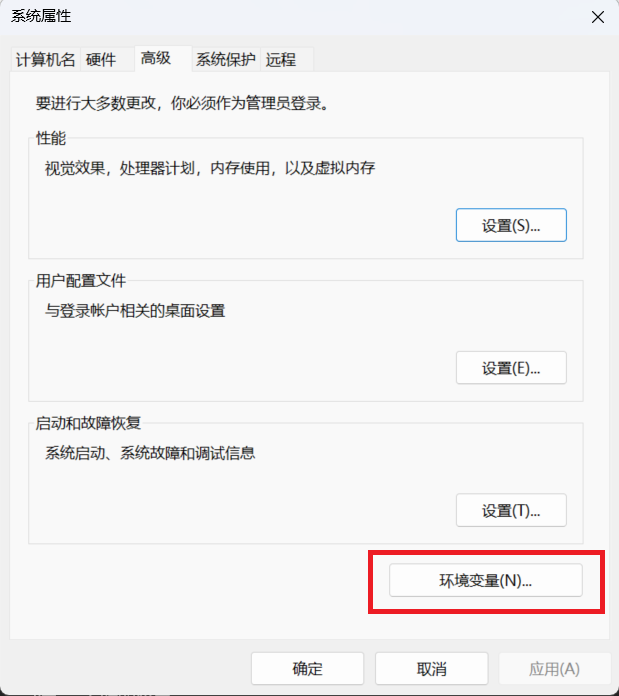 系统属性
计算机名 硬件 高级 系统保护 远程
要进行大多数更改，你必须作为管理员登录。
性能
视觉效果，处理器计划，内存使用，以及虚拟内存
设置(S)...
用户配置文件
与登录帐户相关的桌面设置
设置(E)...
启动和故障恢复
系统启动、系统故障和调试信息
设置(T)...
环境变量(N)...
确定 取消 应用(A)